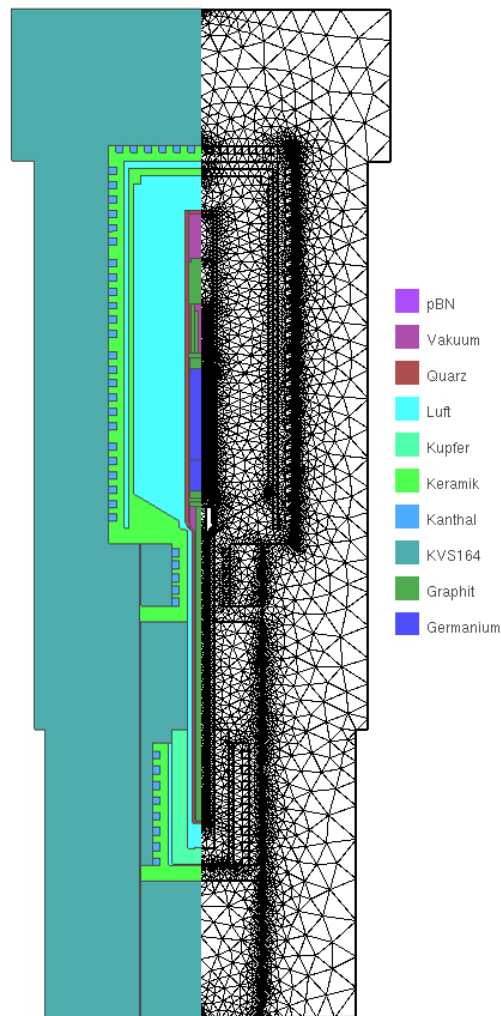 pBN
Vakuum
Quarz
Luft
Kupfer
Keramik
Kanthal
KVS164
Graphit
Germanium